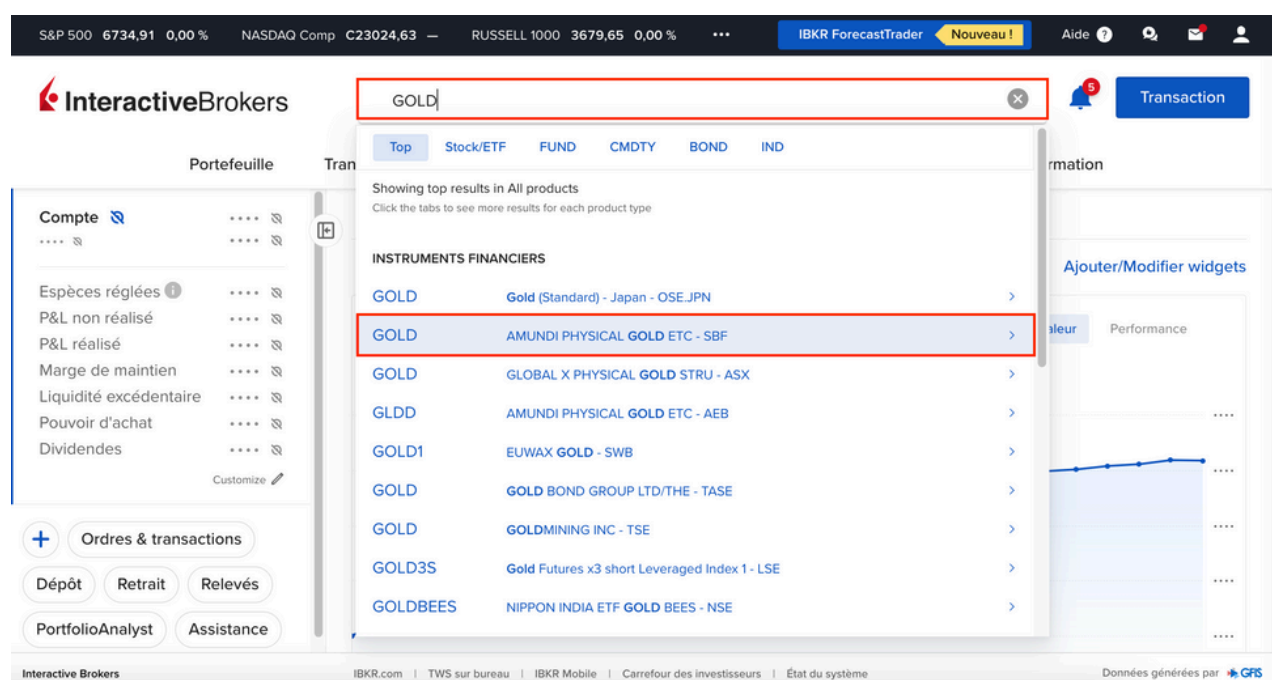 S&P 500 6734,91 0,00 % NASDAQ Comp C23024,63 — RUSSELL 1000 3679,65 0,00 % ••• IBKR ForecastTrader Nouveau ! Aide ?
InteractiveBrokers GOLD 5 Transaction
Portefeuille Tran rmation
Top Stock/ETF FUND CMDTY BOND IND
Showing top results in All products
Click the tabs to see more results for each product type
INSTRUMENTS FINANCIERS
GOLD Gold (Standard) - Japan - OSE.JPN
GOLD AMUNDI PHYSICAL GOLD ETC - SBF
GOLD GLOBAL X PHYSICAL GOLD STRU - ASX
GLDD AMUNDI PHYSICAL GOLD ETC - AEB
GOLD1 EUWAX GOLD - SWB
GOLD GOLD BOND GROUP LTD/THE - TASE
GOLD GOLDMINING INC - TSE
GOLD3S Gold Futures x3 short Leveraged Index 1 - LSE
GOLDBEES NIPPON INDIA ETF GOLD BEES - NSE
Compte ••••
•••• ••••
Espèces réglées ••••
P&L non réalisé ••••
P&L réalisé ••••
Marge de maintien ••••
Liquidité excédentaire ••••
Pouvoir d'achat ••••
Dividendes ••••
Customize
+ Ordres & transactions
Dépôt Retrait Relevés
PortfolioAnalyst Assistance
Ajouter/Modifier widgets
aleur Performance
••••
••••
••••
••••
••••
Interactive Brokers IBKR.com | TWS sur bureau | IBKR Mobile | Carrefour des investisseurs | État du système Données générées par GFIS